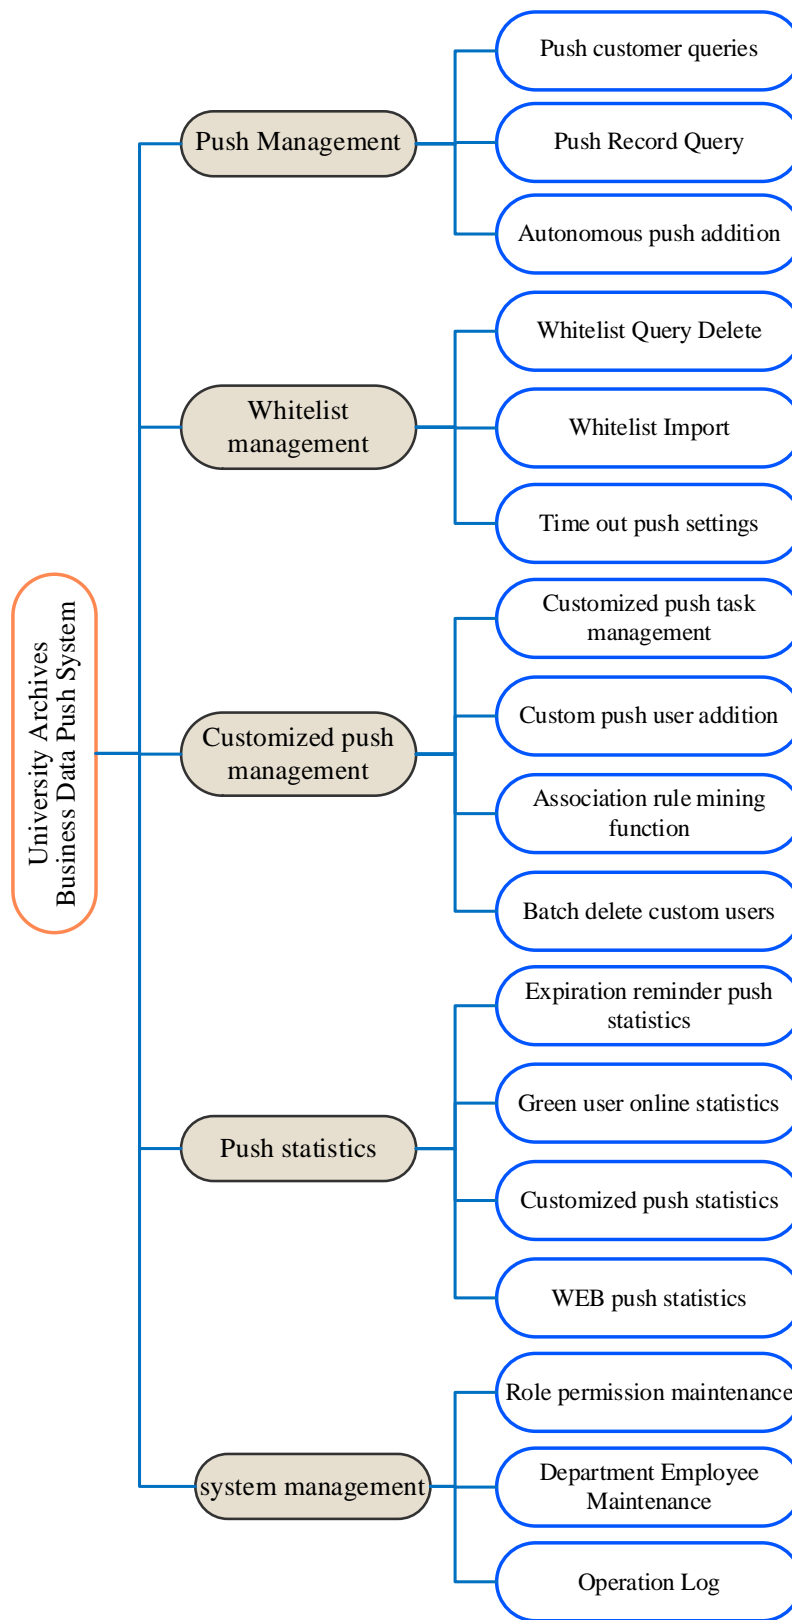 University Archives
Business Data Push System
Push Management
Push customer queries
Push Record Query
Autonomous push addition
Whitelist
management
Whitelist Query Delete
Whitelist Import
Time out push settings
Customized push
management
Customized push task
management
Custom push user addition
Association rule mining
function
Batch delete custom users
Push statistics
Expiration reminder push
statistics
Green user online statistics
Customized push statistics
WEB push statistics
system management
Role permission maintenance
Department Employee
Maintenance
Operation Log